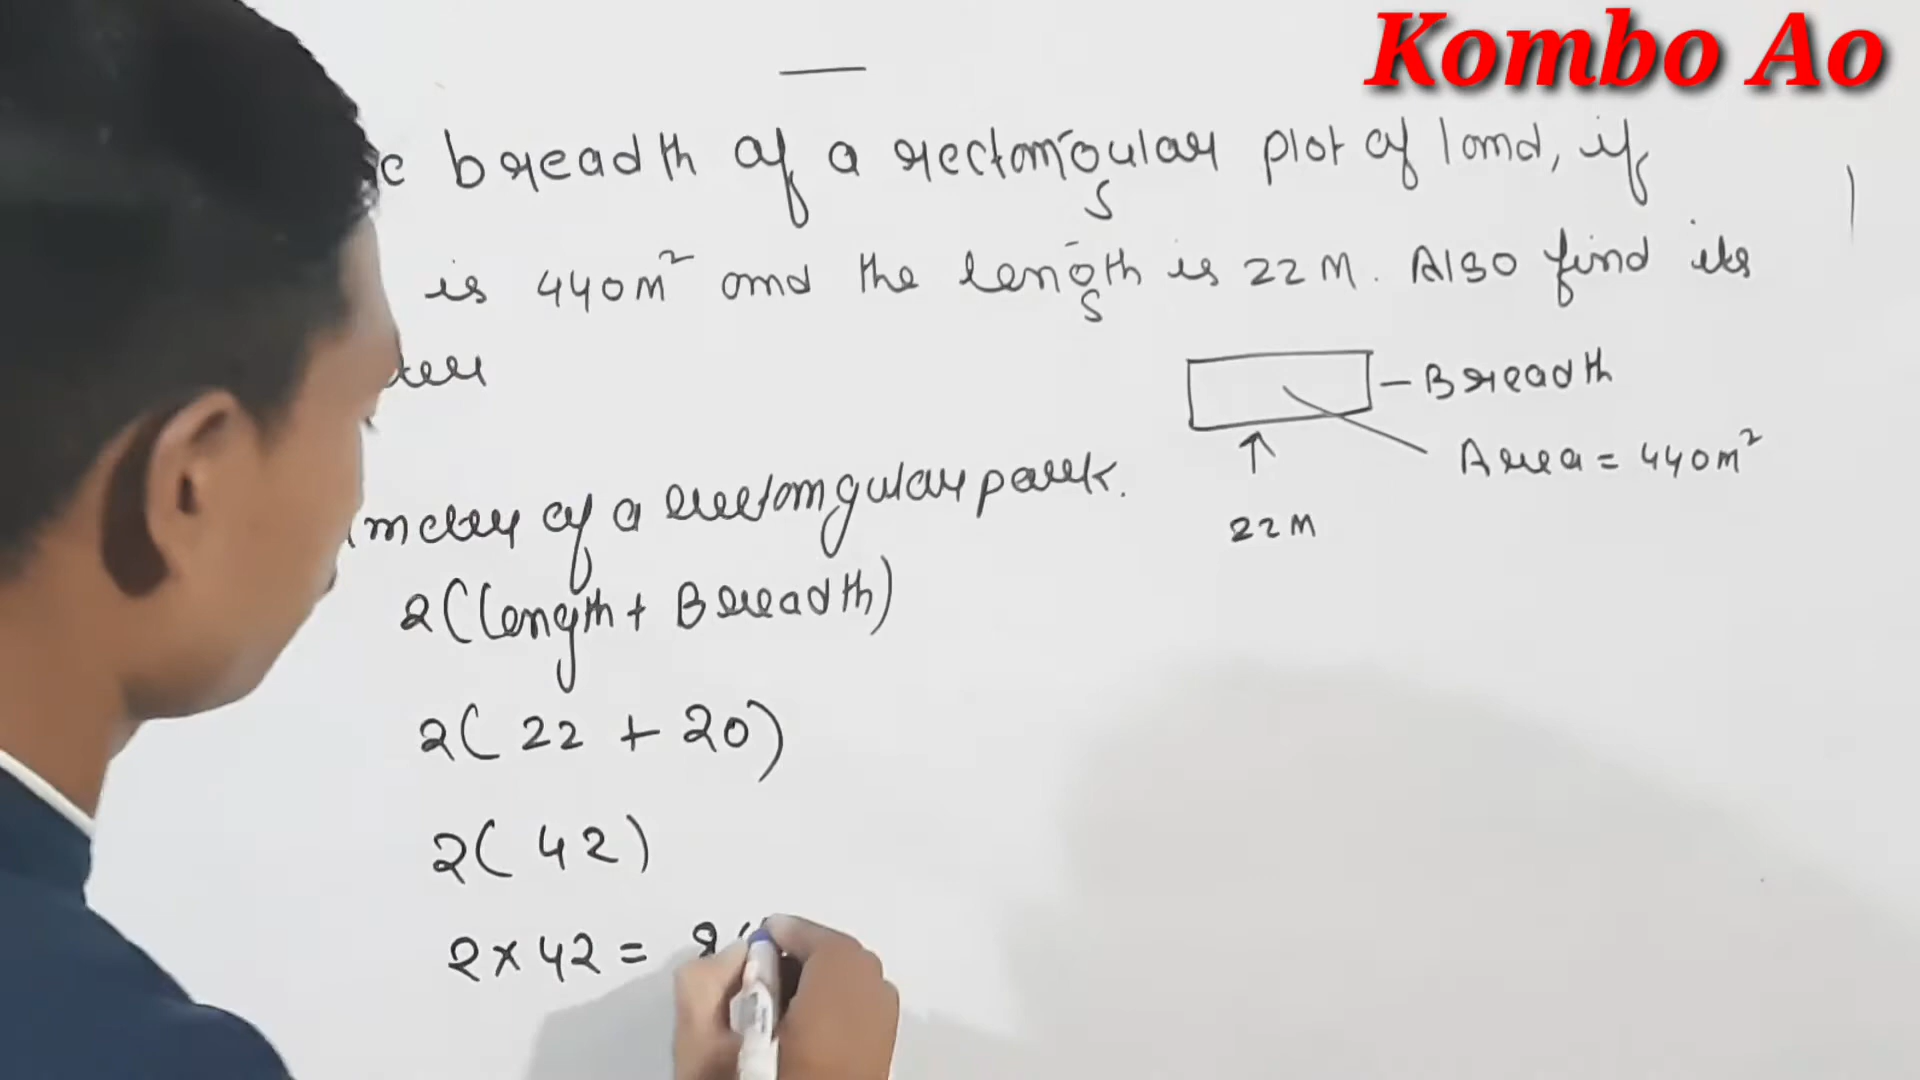 Kombo Ao
breadth of a rectangular plot of land, if
is 440m² and the length is 22M. Also find its
Breadth
Area = 440m²
22M
of a rectangular park.
2(length + Breadth)
2( 22 + 20)
2( 42)
2 × 42 =